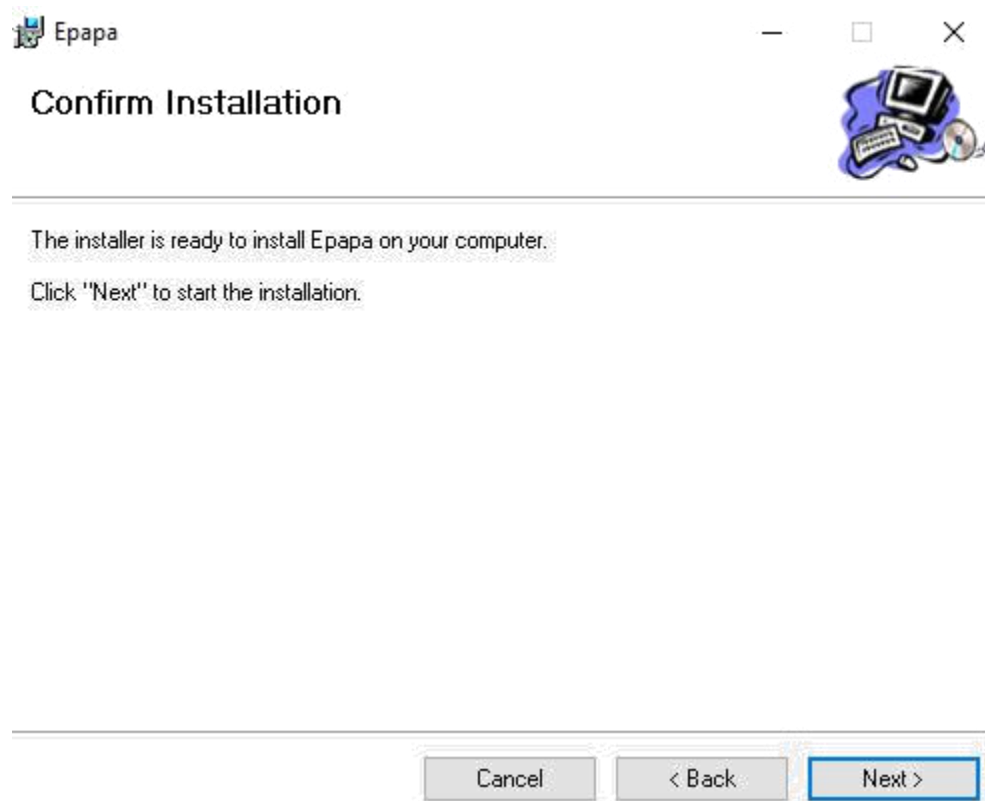 Epapa
Confirm Installation
The installer is ready to install Epapa on your computer.
Click "Next" to start the installation.
Cancel
< Back
Next >